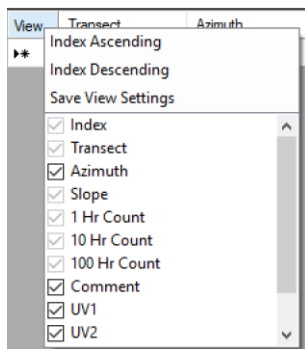 View Transect Azimuth
Index Ascending
Index Descending
Save View Settings
Index
Transect
Azimuth
Slope
1 Hr Count
10 Hr Count
100 Hr Count
Comment
UV1
UV2